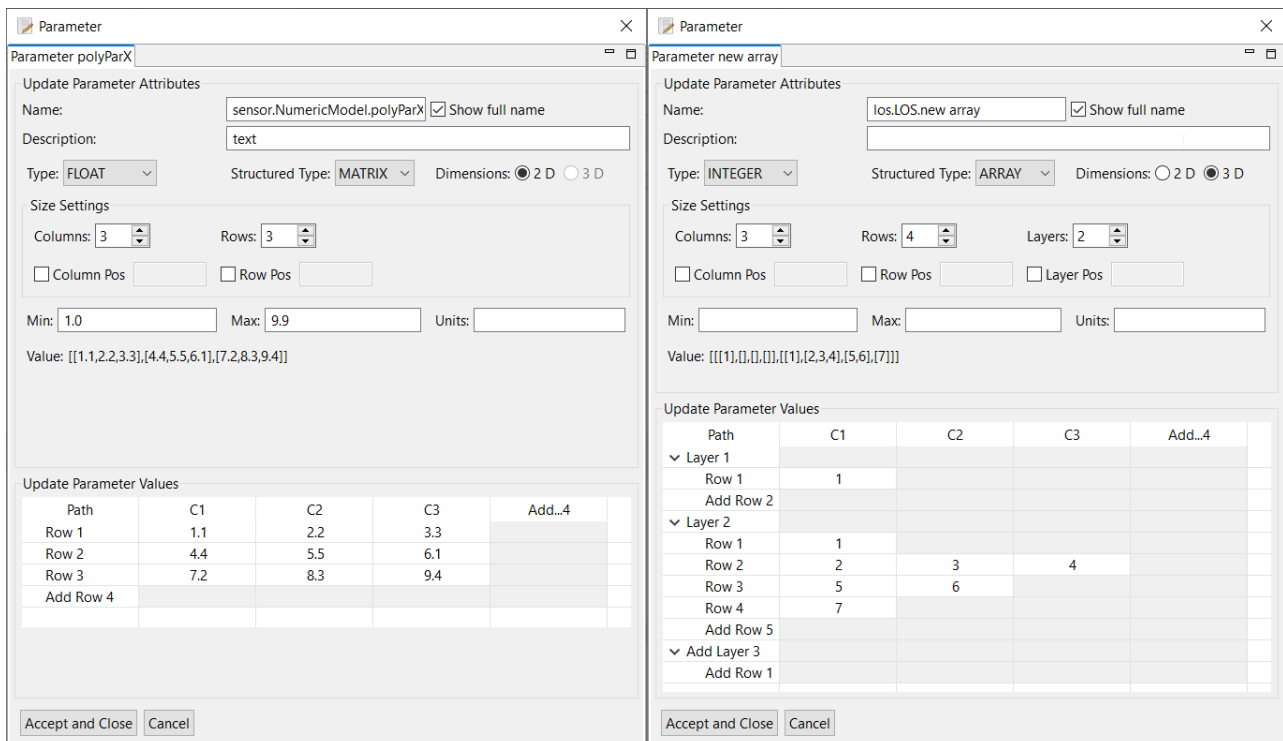 Parameter
Parameter polyParX
Update Parameter Attributes
Name: sensor.NumericModel.polyParX Show full name
Description: text
Type: FLOAT Structured Type: MATRIX Dimensions: 2 D 3 D
Size Settings
Columns: 3 Rows: 3
Column Pos Row Pos
Min: 1.0 Max: 9.9 Units:
Value: [[1.1,2.2,3.3],[4.4,5.5,6.1],[7.2,8.3,9.4]]
Update Parameter Values
Path C1 C2 C3 Add...4
Row 1 1.1 2.2 3.3
Row 2 4.4 5.5 6.1
Row 3 7.2 8.3 9.4
Add Row 4
Accept and Close Cancel
Parameter
Parameter new array
Update Parameter Attributes
Name: los.LOS.new array Show full name
Description:
Type: INTEGER Structured Type: ARRAY Dimensions: 2 D 3 D
Size Settings
Columns: 3 Rows: 4 Layers: 2
Column Pos Row Pos Layer Pos
Min: Max: Units:
Value: [[[1],[],[],[]],[[1],[2,3,4],[5,6],[7]]]
Update Parameter Values
Path C1 C2 C3 Add...4
Layer 1
Row 1 1
Add Row 2
Layer 2
Row 1 1
Row 2 2 3 4
Row 3 5 6
Row 4 7
Add Row 5
Add Layer 3
Add Row 1
Accept and Close Cancel